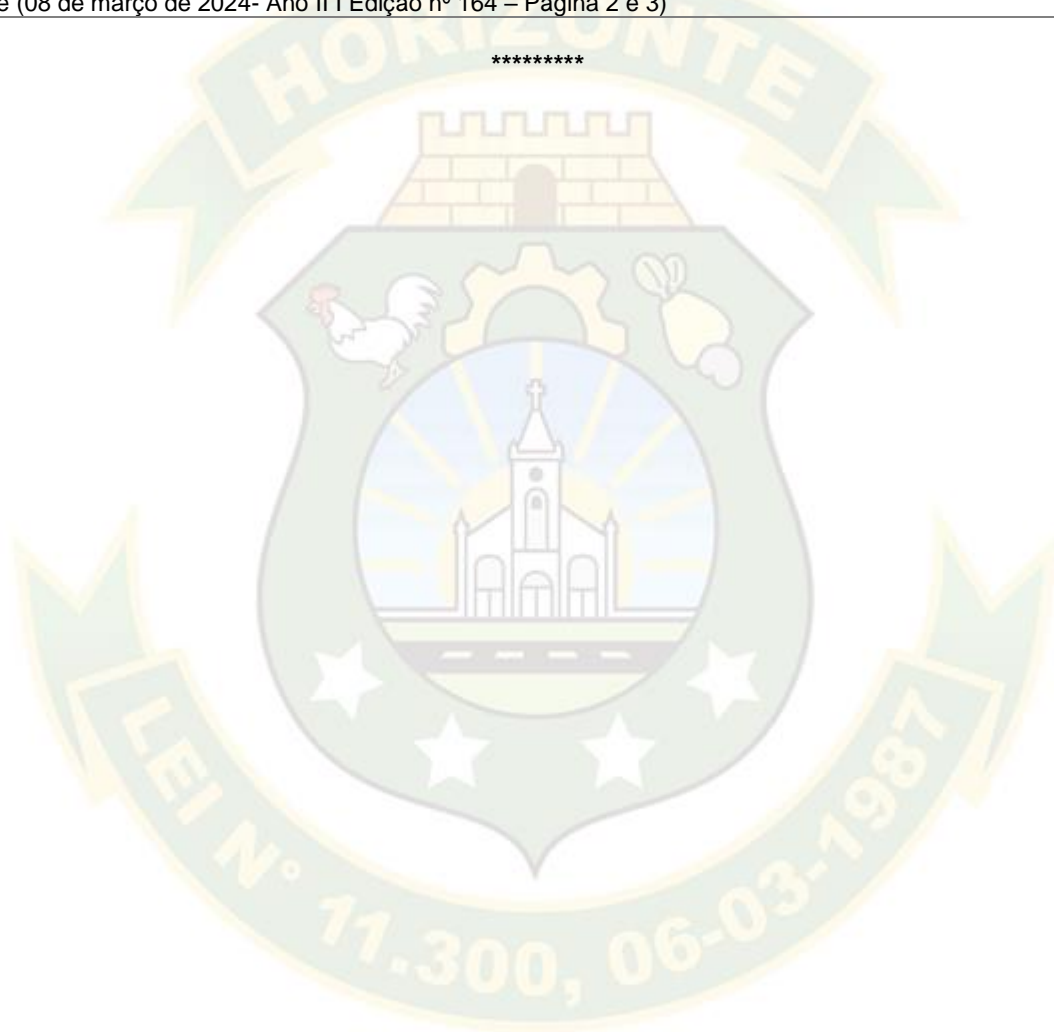 e (08 de março de 2024- Ano II I Edição nº 164 – Página 2 e 3)
*********
HORIZONTE
LEI N° 11.300, 06-03-1987